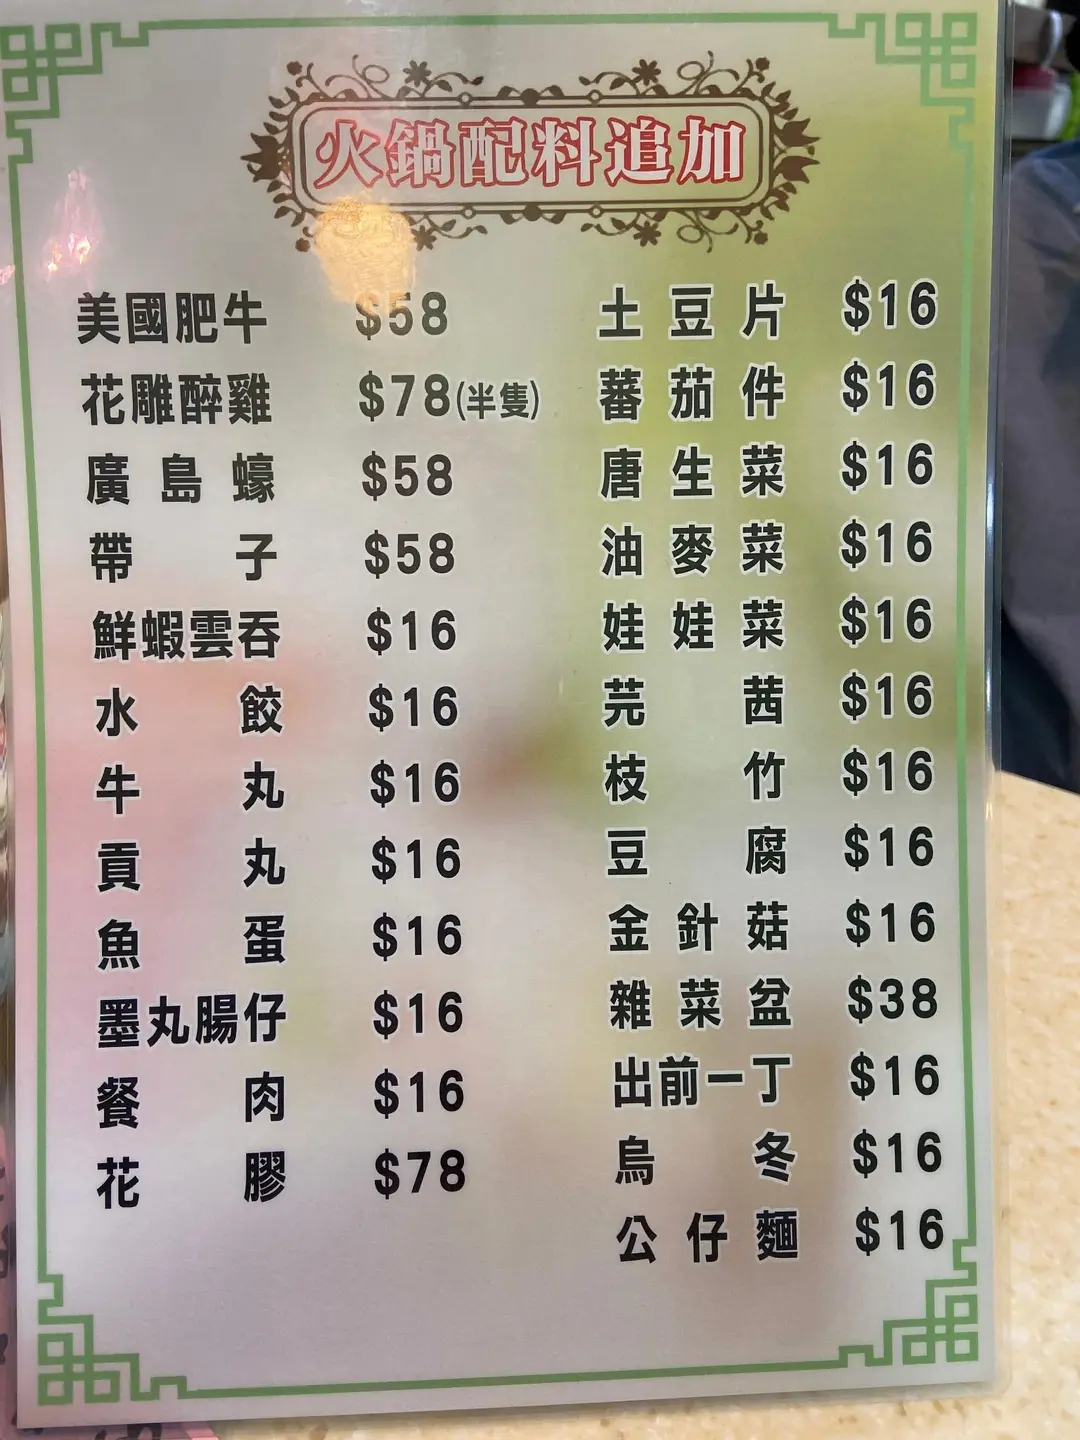 火鍋配料追加
美國肥牛 $58
花雕醉雞 $78(半隻)
廣島蠔 $58
帶子 $58
鮮蝦雲吞 $16
水餃 $16
牛丸 $16
貢丸 $16
魚蛋 $16
墨丸腸仔 $16
餐肉 $16
花膠 $78
土豆片 $16
蕃茄件 $16
唐生菜 $16
油麥菜 $16
娃娃菜 $16
芫茜 $16
枝竹 $16
豆腐 $16
金針菇 $16
雜菜盆 $38
出前一丁 $16
烏冬 $16
公仔麵 $16